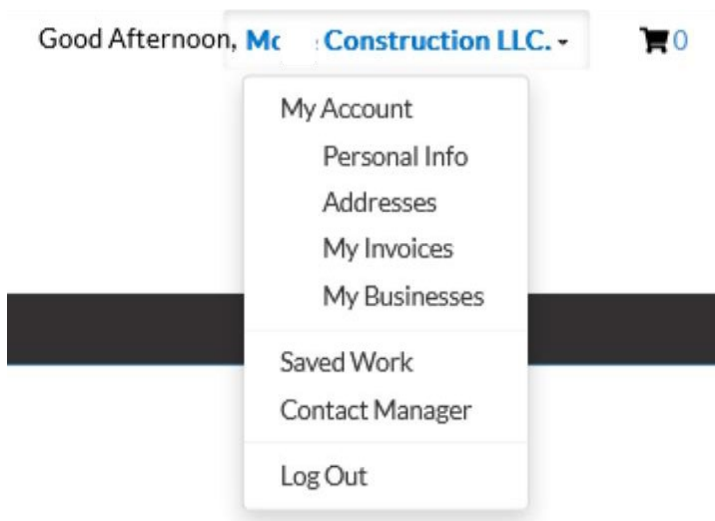 Good Afternoon, Construction LLC. 0
My Account
Personal Info
Addresses
My Invoices
My Businesses
Saved Work
Contact Manager
Log Out